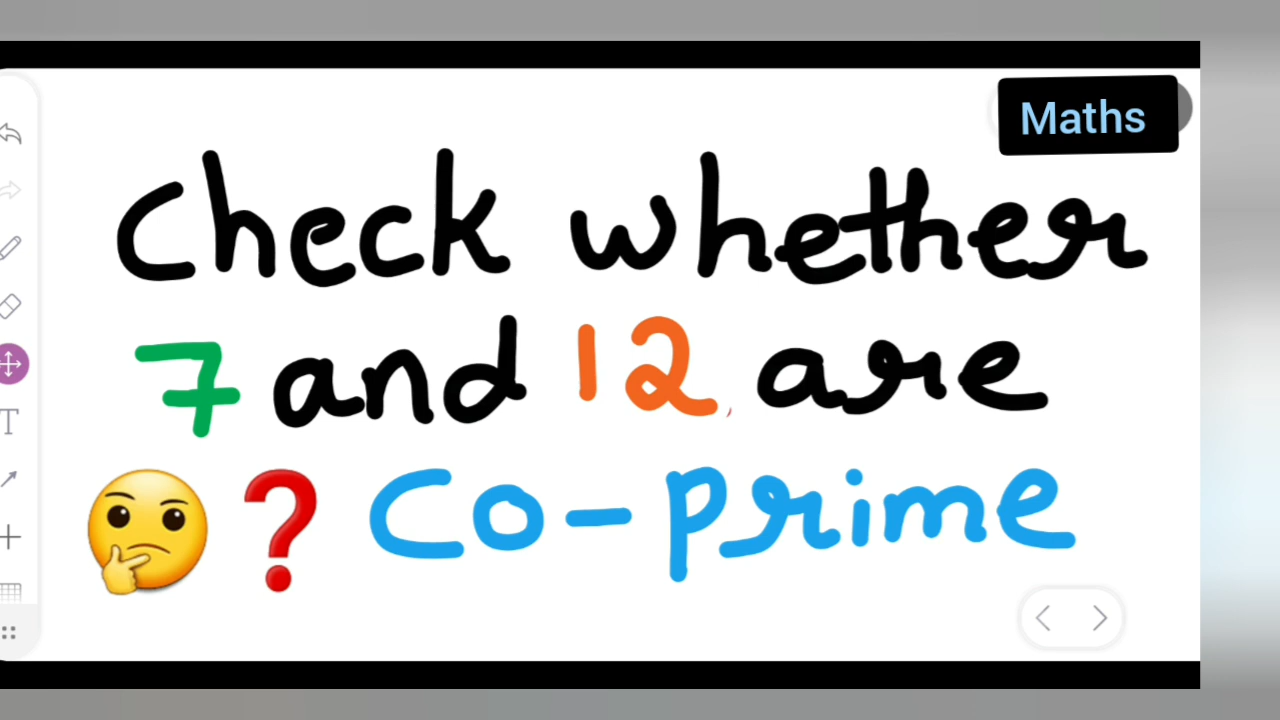 Maths
Check whether
7 and 12 are
🤔 ❓ Co-prime